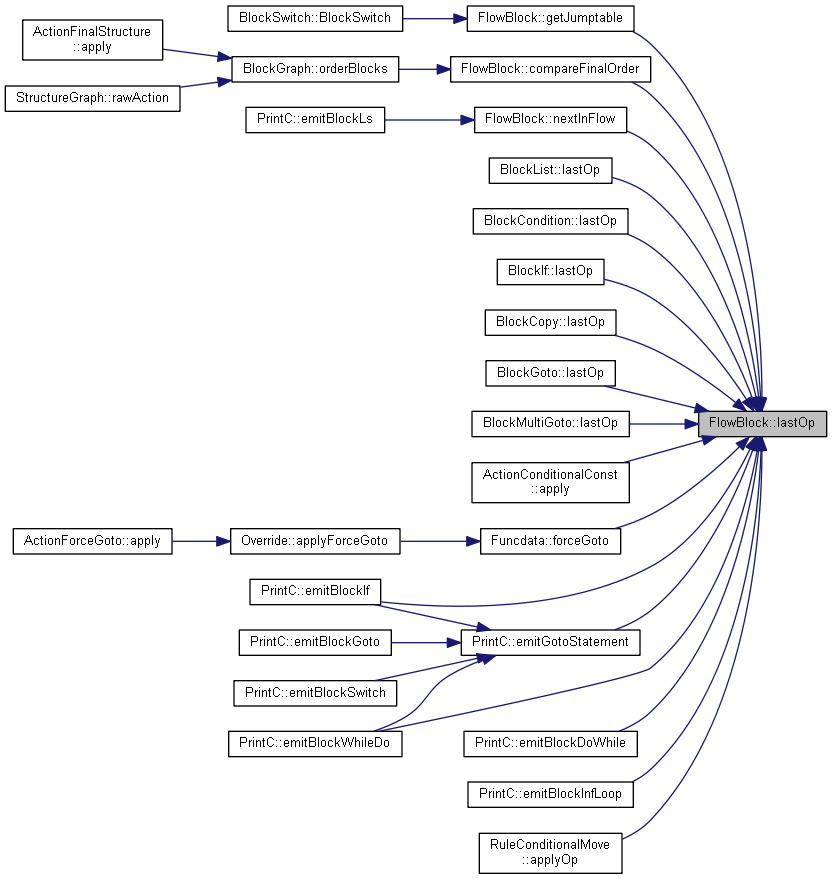 BlockSwitch::BlockSwitch
FlowBlock::getJumptable
ActionFinalStructure
::apply
BlockGraph::orderBlocks
FlowBlock::compareFinalOrder
StructureGraph::rawAction
PrintC::emitBlockLs
FlowBlock::nextInFlow
BlockList::lastOp
BlockCondition::lastOp
BlockIf::lastOp
BlockCopy::lastOp
BlockGoto::lastOp
BlockMultiGoto::lastOp
FlowBlock::lastOp
ActionConditionalConst
::apply
ActionForceGoto::apply
Override::applyForceGoto
Funcdata::forceGoto
PrintC::emitBlockIf
PrintC::emitBlockGoto
PrintC::emitGotoStatement
PrintC::emitBlockSwitch
PrintC::emitBlockWhileDo
PrintC::emitBlockDoWhile
PrintC::emitBlockInfLoop
RuleConditionalMove
::applyOp